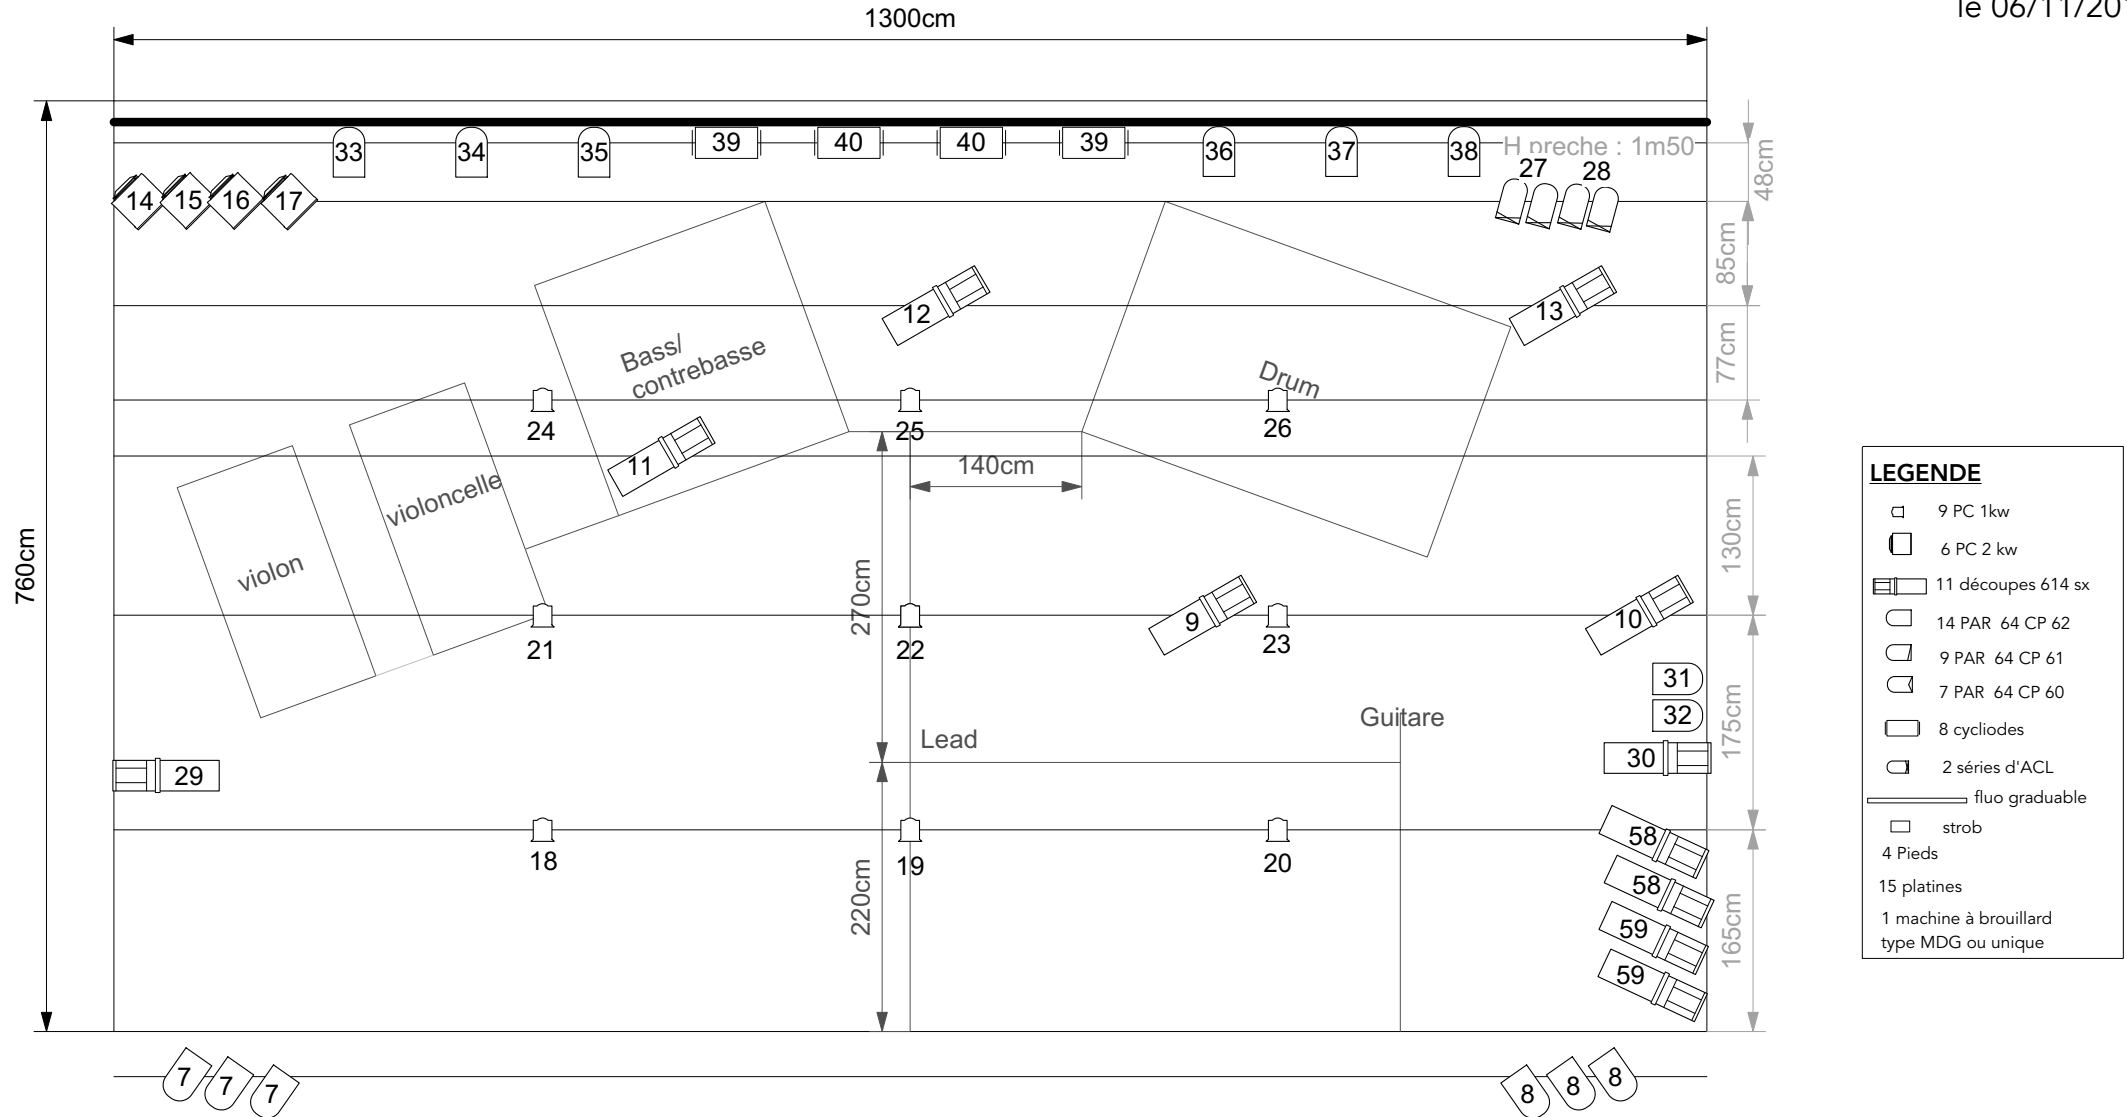 le 06/11/201
1300cm
33
34
35
39
40
40
39
36
37
38
H preche : 1m50
48cm
27
28
14
15
16
17
85cm
12
13
77cm
Bass/
contrebasse
Drum
24
25
26
11
140cm
violoncelle
violon
760cm
130cm
270cm
9
10
21
22
23
31
32
175cm
Guitare
Lead
30
29
58
18
19
20
58
220cm
59
165cm
59
7
7
7
8
8
8
LEGENDE
9 PC 1kw
6 PC 2 kw
11 découpes 614 sx
14 PAR 64 CP 62
9 PAR 64 CP 61
7 PAR 64 CP 60
8 cycliodes
2 séries d'ACL
fluo graduable
strob
4 Pieds
15 platines
1 machine à brouillard
type MDG ou unique